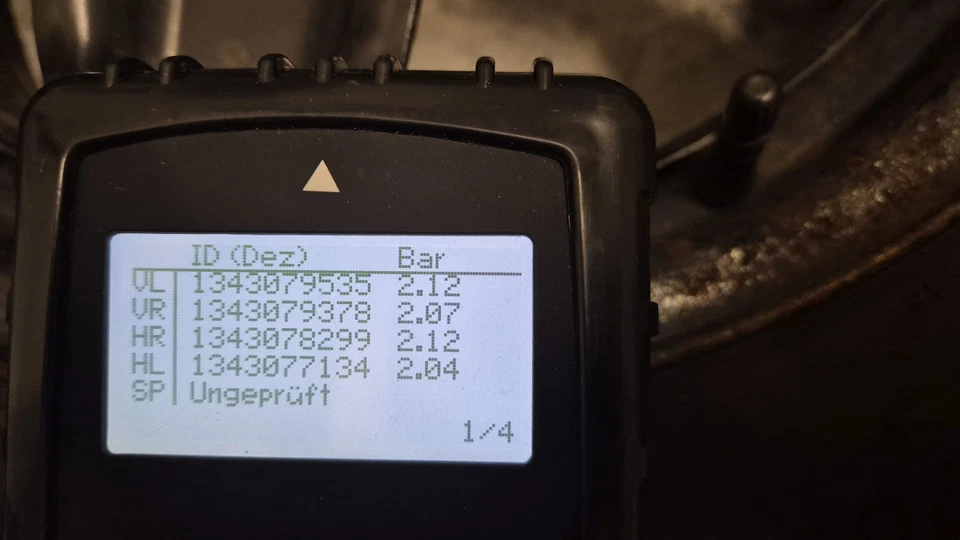 ID (Dez) Bar
VL 1343079535 2.12
VR 1343079378 2.07
HR 1343078299 2.12
HL 1343077134 2.04
SP Ungeprüft
1/4